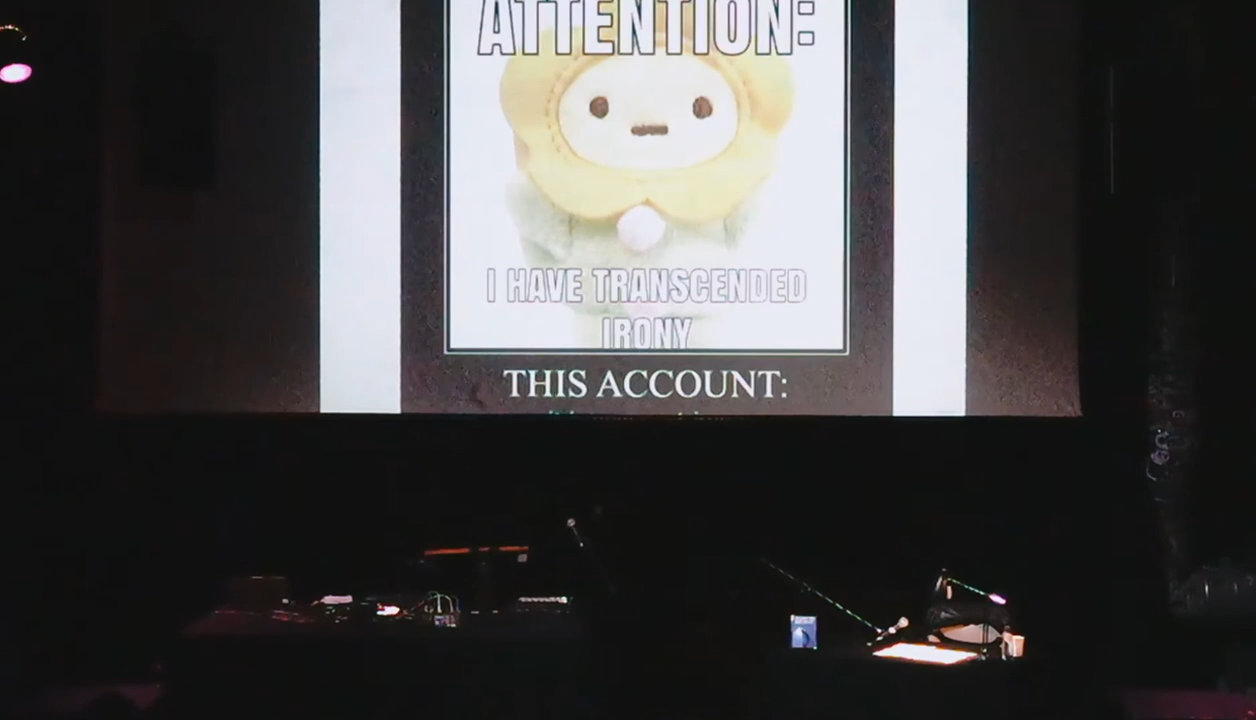 ATTENTION:
I HAVE TRANSCENDED
IRONY
THIS ACCOUNT: